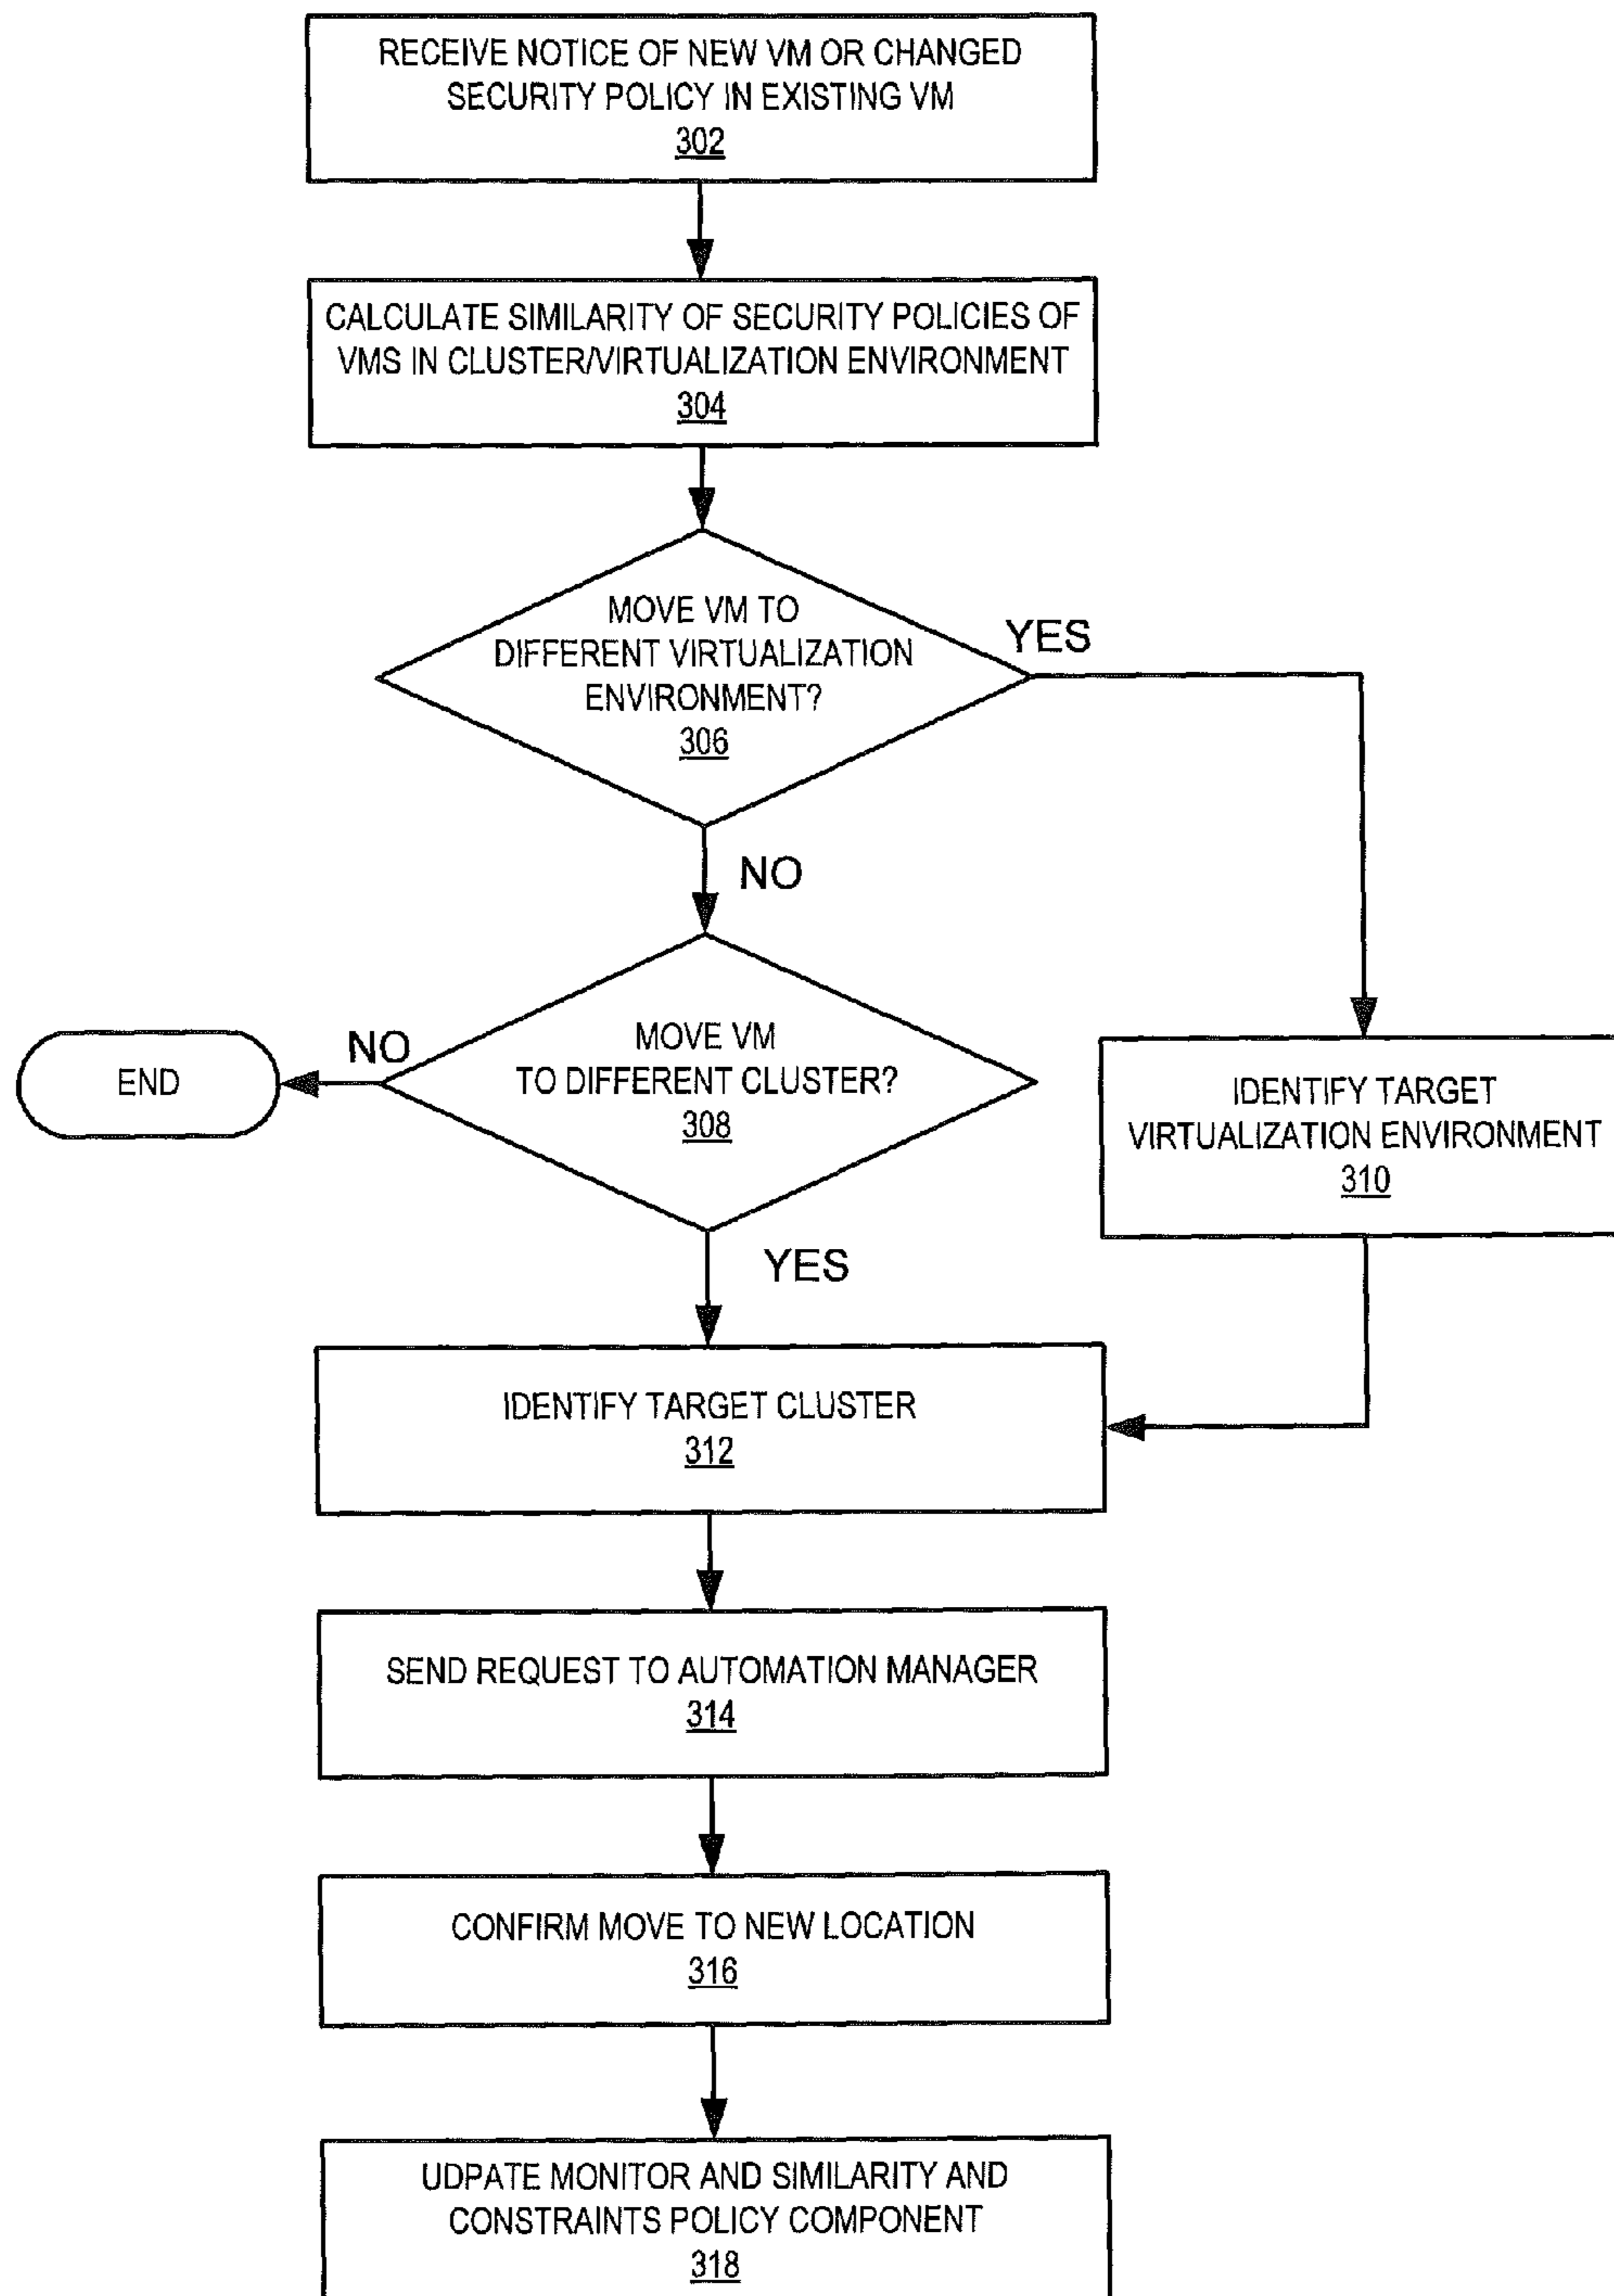 RECEIVE NOTICE OF NEW VM OR CHANGED
SECURITY POLICY IN EXISTING VM
302
CALCULATE SIMILARITY OF SECURITY POLICIES OF
VMS IN CLUSTER/VIRTUALIZATION ENVIRONMENT
304
MOVE VM TO
DIFFERENT VIRTUALIZATION
ENVIRONMENT?
306
YES
NO
MOVE VM
TO DIFFERENT CLUSTER?
308
NO
END
YES
IDENTIFY TARGET
VIRTUALIZATION ENVIRONMENT
310
IDENTIFY TARGET CLUSTER
312
SEND REQUEST TO AUTOMATION MANAGER
314
CONFIRM MOVE TO NEW LOCATION
316
UDPATE MONITOR AND SIMILARITY AND
CONSTRAINTS POLICY COMPONENT
318